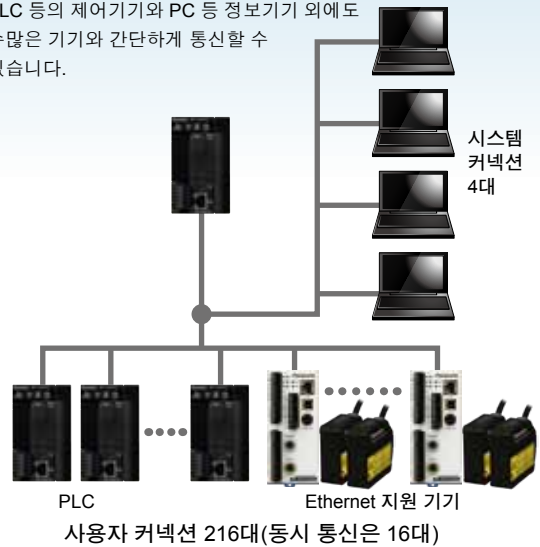 LC 등의 제어기기와 PC 등 정보기기 외에도
수많은 기기와 간단하게 통신할 수
있습니다.
시스템
커넥션
4대
PLC
Ethernet 지원 기기
사용자 커넥션 216대(동시 통신은 16대)